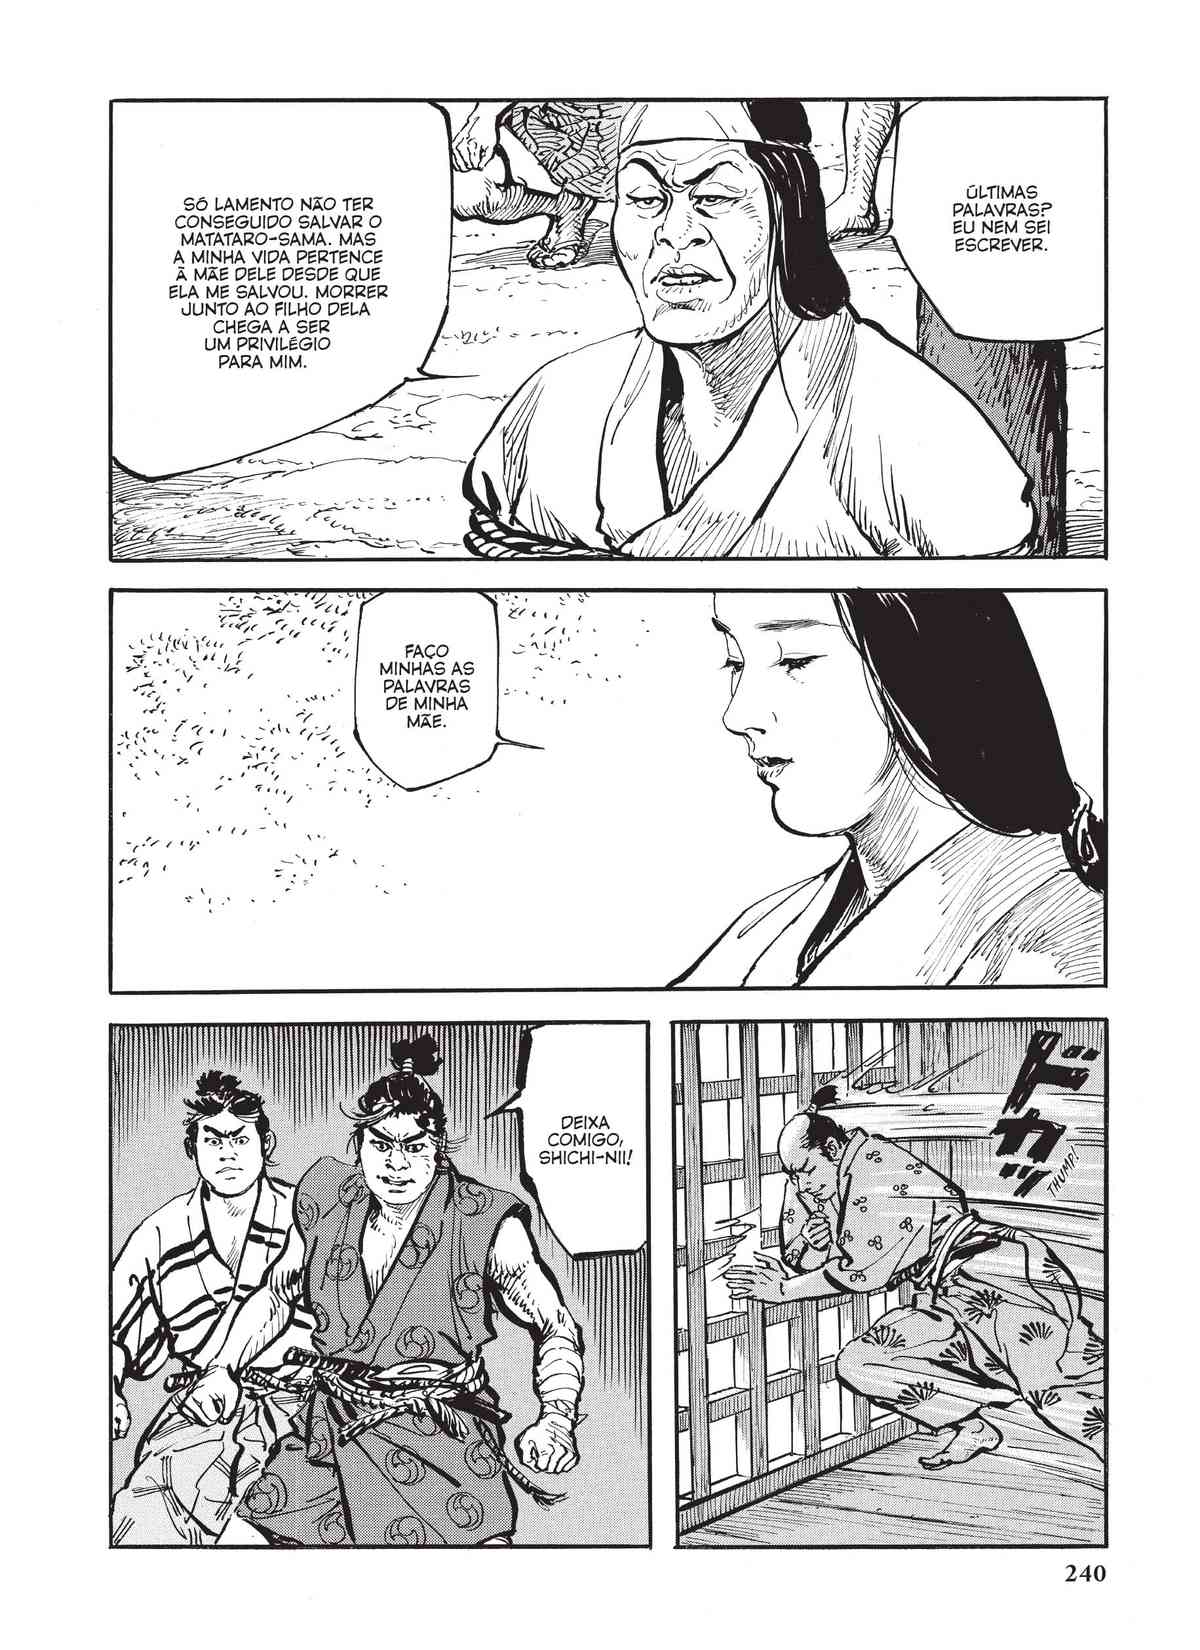 ÚLTIMAS
PALAVRAS?
EU NEM SEI
ESCREVER.
SÓ LAMENTO NÃO TER
CONSEGUIDO SALVAR O
MATATARO-SAMA. MAS
A MINHA VIDA PERTENCE
À MÃE DELE DESDE QUE
ELA ME SALVOU. MORRER
JUNTO AO FILHO DELA
CHEGA A SER
UM PRIVILÉGIO
PARA MIM.
FAÇO
MINHAS AS
PALAVRAS
DE MINHA
MÃE.
ドカッ
THUMP!
DEIXA
COMIGO,
SHICHI-NII!
240